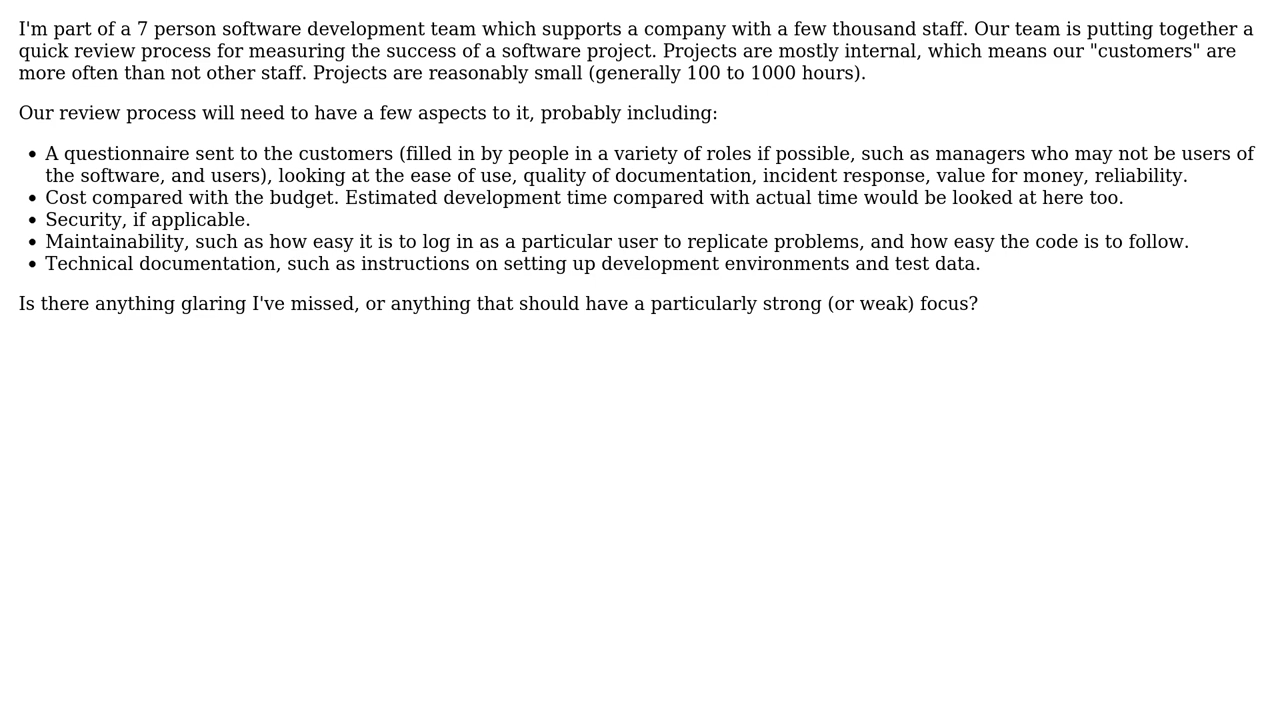 I'm part of a 7 person software development team which supports a company with a few thousand staff. Our team is putting together a
quick review process for measuring the success of a software project. Projects are mostly internal, which means our "customers" are
more often than not other staff. Projects are reasonably small (generally 100 to 1000 hours).
Our review process will need to have a few aspects to it, probably including:
• A questionnaire sent to the customers (filled in by people in a variety of roles if possible, such as managers who may not be users of
the software, and users), looking at the ease of use, quality of documentation, incident response, value for money, reliability.
• Cost compared with the budget. Estimated development time compared with actual time would be looked at here too.
• Security, if applicable.
• Maintainability, such as how easy it is to log in as a particular user to replicate problems, and how easy the code is to follow.
• Technical documentation, such as instructions on setting up development environments and test data.
Is there anything glaring I've missed, or anything that should have a particularly strong (or weak) focus?